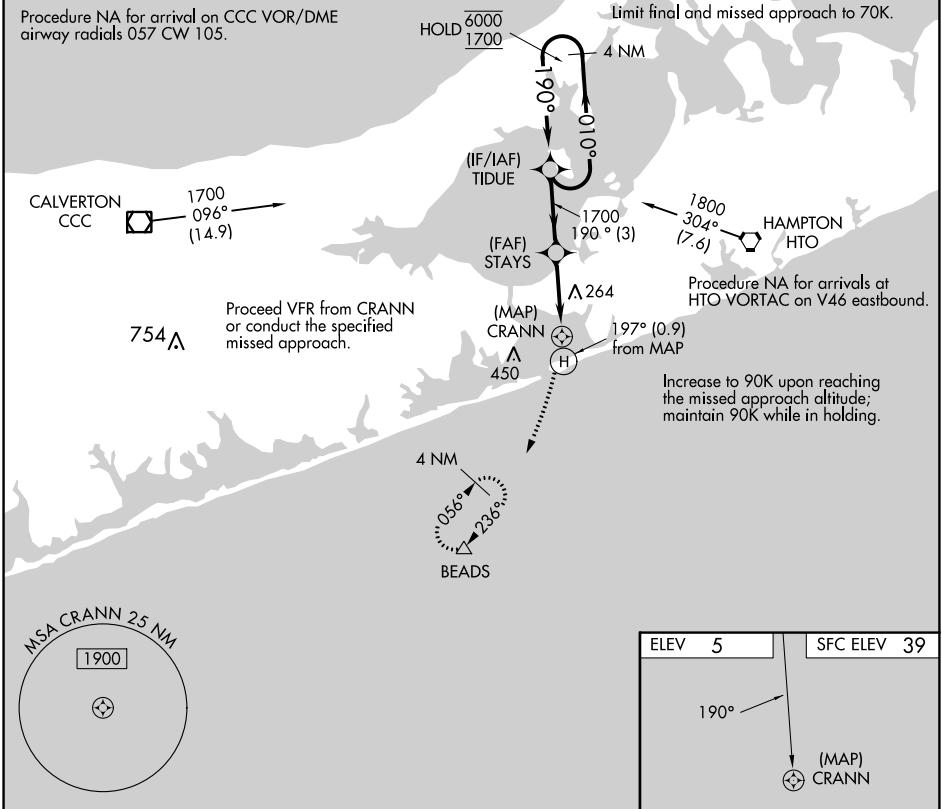 Procedure NA for arrival on CCC VOR/DME
airway radials 057 CW 105.
HOLD 6000
1700
4 NM
Limit final and missed approach to 70K.
190°
010°
(IF/IAF)
TIDUE
CALVERTON
CCC
1700
096°
(14.9)
1700
190° (3)
1800
304°
(7.6)
HAMPTON
HTO
(FAF)
STAYS
Procedure NA for arrivals at
HTO VORTAC on V46 eastbound.
264
Proceed VFR from CRANN
or conduct the specified
missed approach.
754
(MAP)
CRANN
197° (0.9)
from MAP
450
H
Increase to 90K upon reaching
the missed approach altitude;
maintain 90K while in holding.
4 NM
056°
236°
BEADS
MSA CRANN 25 NM
1900
ELEV 5
SFC ELEV 39
190°
(MAP)
CRANN